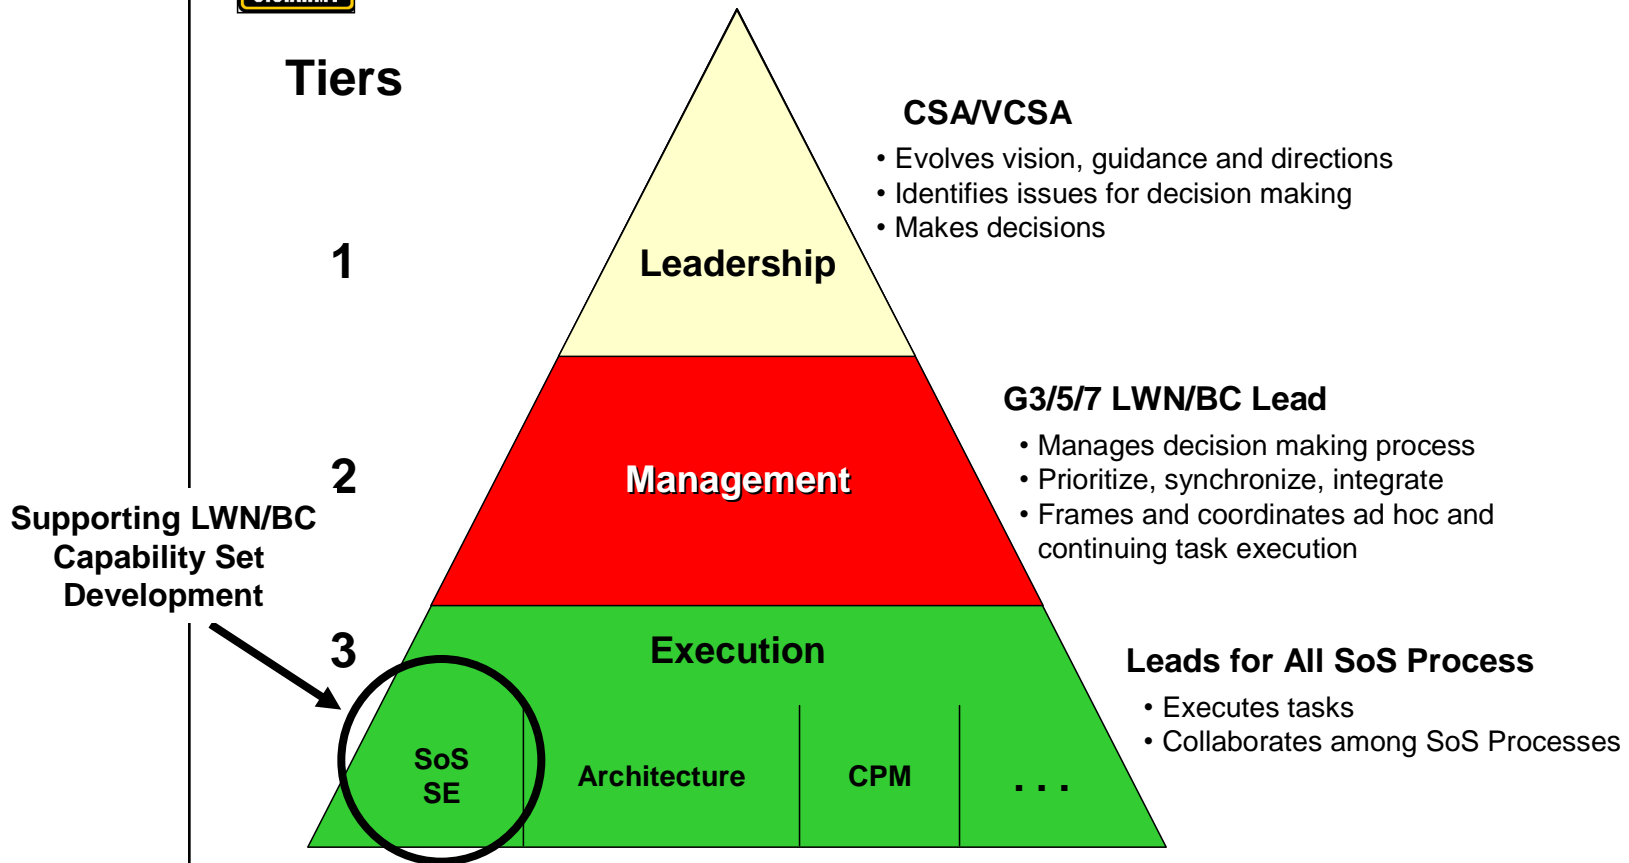 Tiers
CSA/VCSA
• Evolves vision, guidance and directions
• Identifies issues for decision making
• Makes decisions
1
Leadership
G3/5/7 LWN/BC Lead
• Manages decision making process
• Prioritize, synchronize, integrate
• Frames and coordinates ad hoc and
continuing task execution
2
Management
Supporting LWN/BC
Capability Set
Development
3
Execution
Leads for All SoS Process
• Executes tasks
• Collaborates among SoS Processes
SoS
SE
Architecture
CPM
. . .